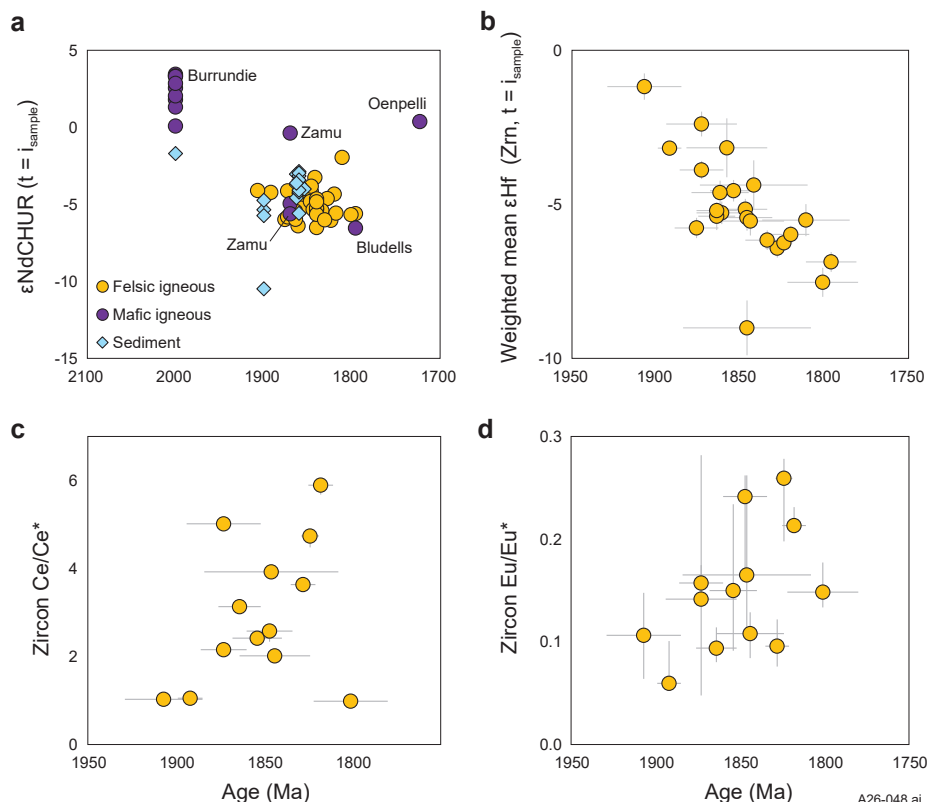 a
εNdCHUR (t = isample)
5
0
-5
-10
-15
2100
2000
1900
1800
1700
Burrundie
Oenpelli
Zamu
Zamu
Bludells
Felsic igneous
Mafic igneous
Sediment
b
Weighted mean εHf (Zrn, t = isample)
0
-5
-10
1950
1900
1850
1800
1750
c
Zircon Ce/Ce*
6
4
2
0
1950
1900
1850
1800
Age (Ma)
d
Zircon Eu/Eu*
0.3
0.2
0.1
0.0
1950
1900
1850
1800
1750
Age (Ma)
A26-048.ai